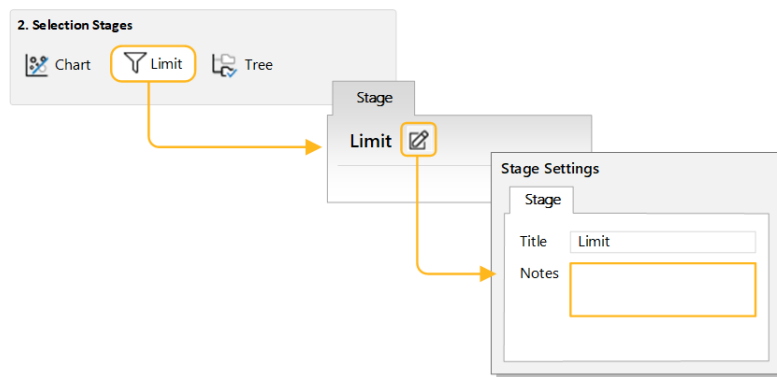 2. Selection Stages
Chart
Limit
Tree
Stage
Limit
Stage Settings
Stage
Title
Limit
Notes